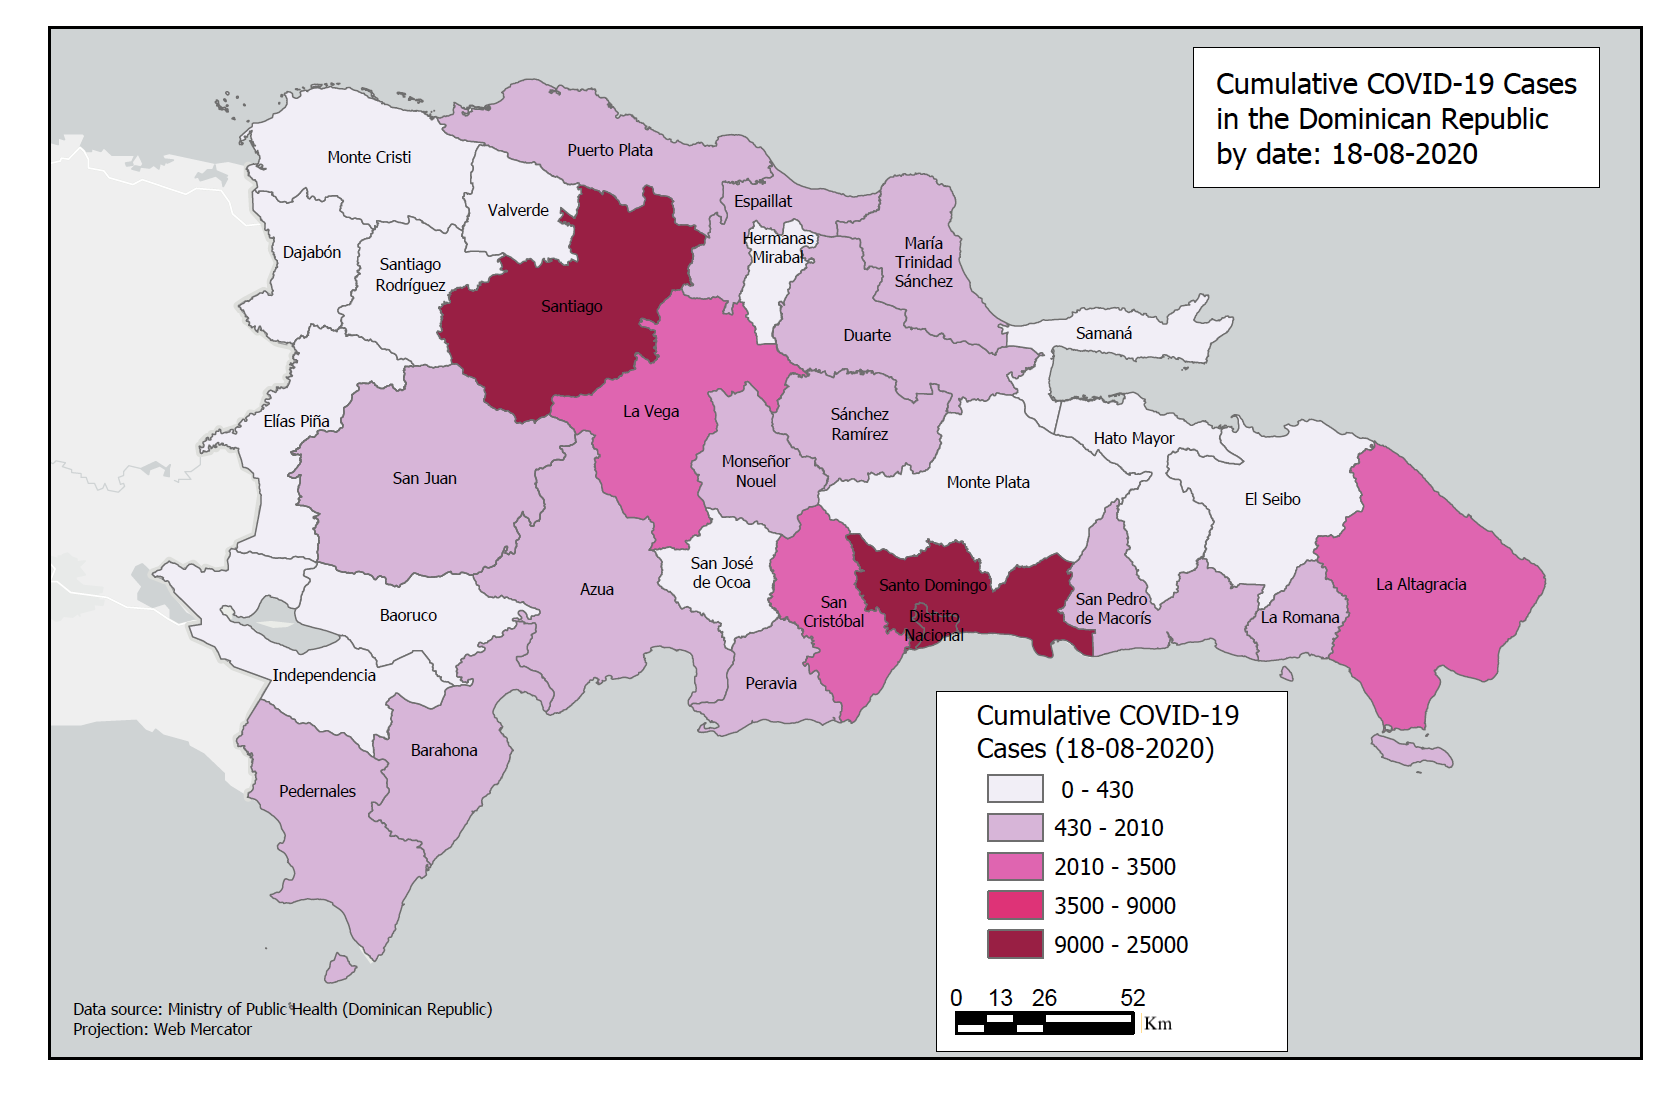 Cumulative COVID-19 Cases
in the Dominican Republic
by date: 18-08-2020
Monte Cristi
Puerto Plata
Valverde
Espaillat
Dajabón
Santiago
Rodríguez
Hermanas
Mirabal
María
Trinidad
Sánchez
Santiago
Duarte
Samaná
Elías Piña
La Vega
Sánchez
Ramírez
Hato Mayor
San Juan
Monseñor
Nouel
Monte Plata
El Seibo
San José
de Ocoa
Azua
Baoruco
San
Cristóbal
Santo Domingo
Distrito
Nacional
San Pedro
de Macorís
La Romana
La Altagracia
Independencia
Peravia
Barahona
Pedernales
Cumulative COVID-19
Cases (18-08-2020)
0 - 430
430 - 2010
2010 - 3500
3500 - 9000
9000 - 25000
0 13 26 52
Km
Data source: Ministry of Public Health (Dominican Republic)
Projection: Web Mercator